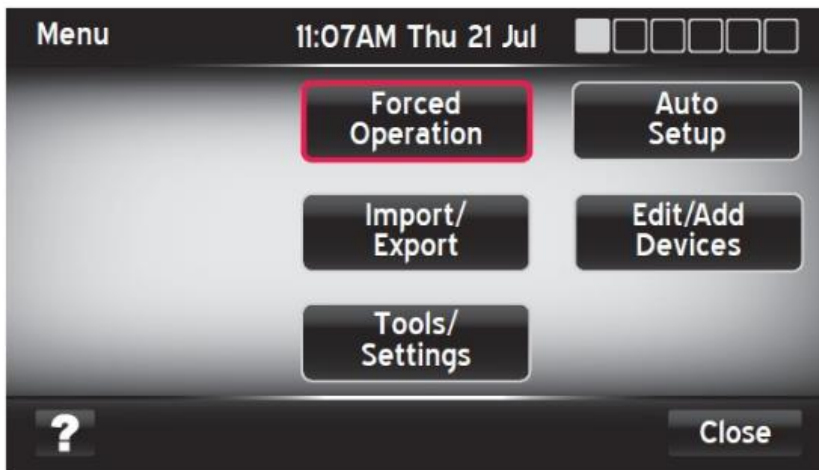 Menu 11:07AM Thu 21 Jul
Forced
Operation
Auto
Setup
Import/
Export
Edit/Add
Devices
Tools/
Settings
? Close